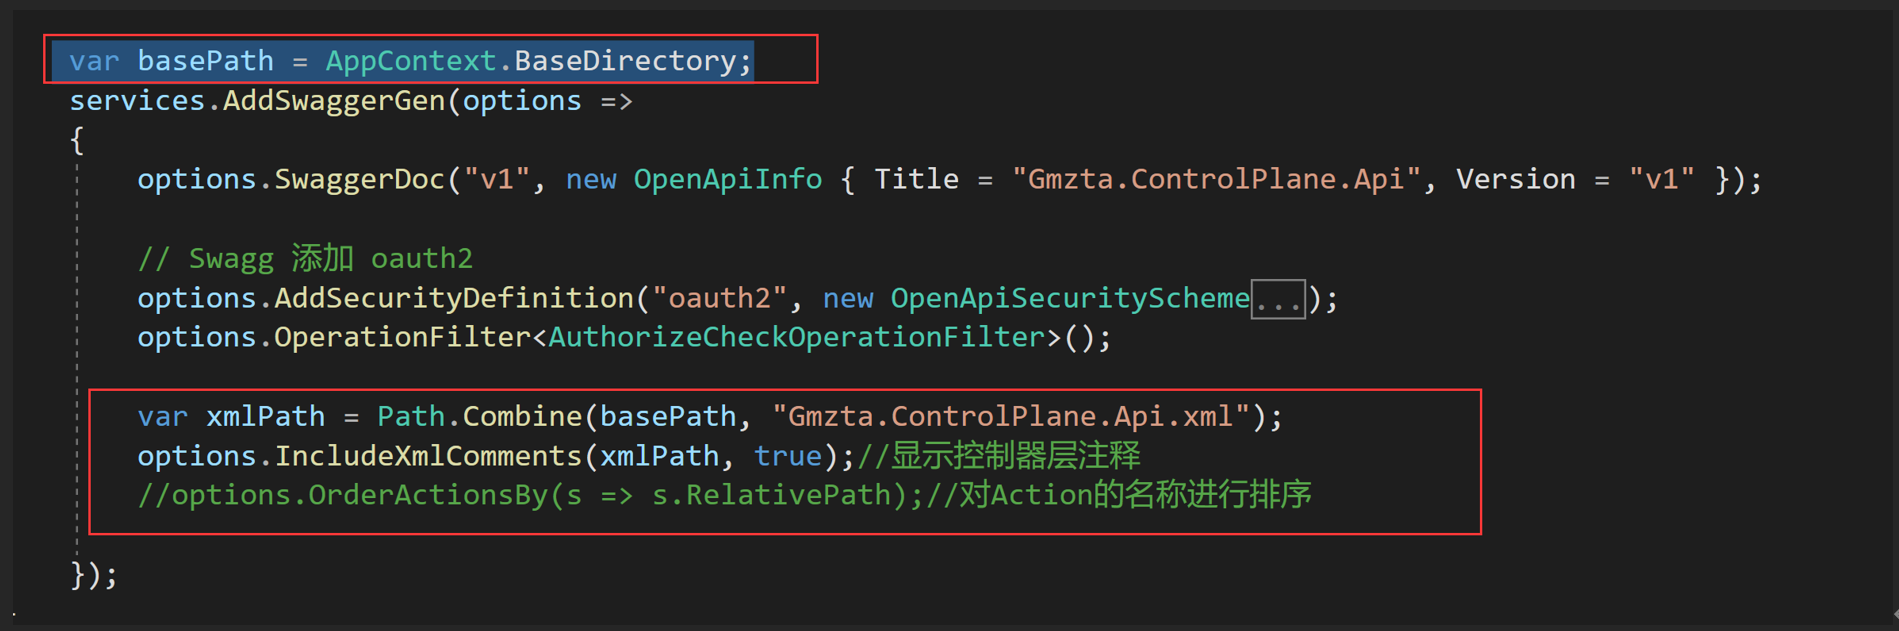 var basePath = AppContext.BaseDirectory;
services.AddSwaggerGen(options =>
{
options.SwaggerDoc("v1", new OpenApiInfo { Title = "Gmzta.ControlPlane.Api", Version = "v1" });
// Swagg 添加 oauth2
options.AddSecurityDefinition("oauth2", new OpenApiSecurityScheme...);
options.OperationFilter<AuthorizeCheckOperationFilter>();
var xmlPath = Path.Combine(basePath, "Gmzta.ControlPlane.Api.xml");
options.IncludeXmlComments(xmlPath, true);//显示控制器层注释
//options.OrderActionsBy(s => s.RelativePath);//对Action的名称进行排序
});